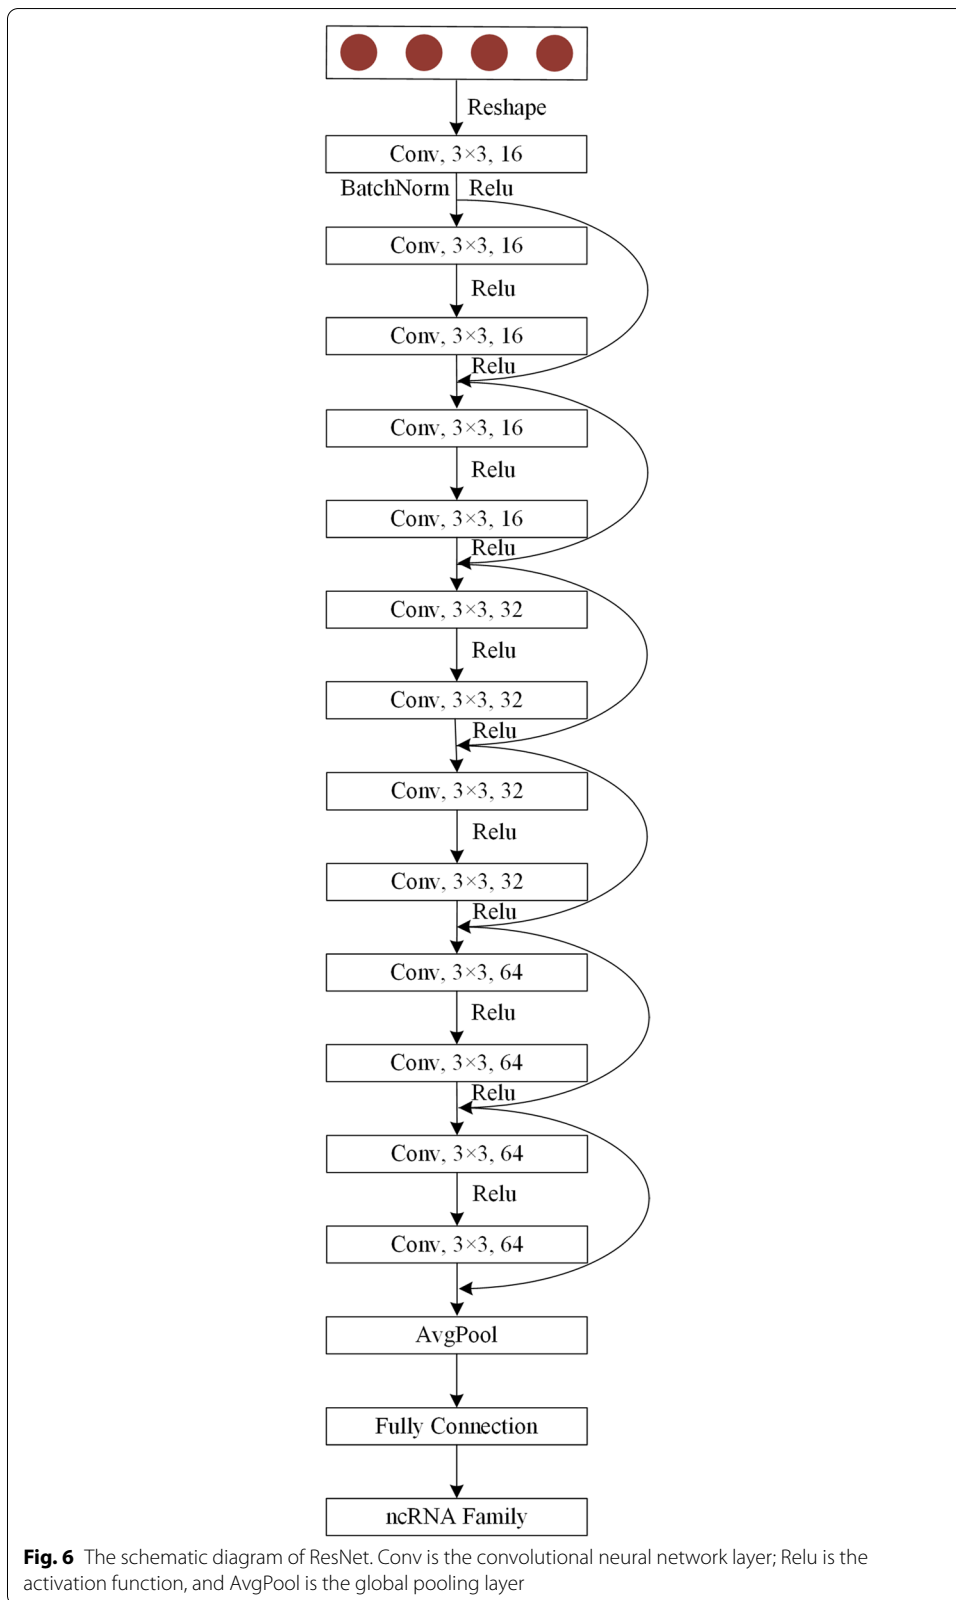 Reshape
Conv, 3×3, 16
BatchNorm Relu
Conv, 3×3, 16
Relu
Conv, 3×3, 16
Relu
Conv, 3×3, 16
Relu
Conv, 3×3, 16
Relu
Conv, 3×3, 32
Relu
Conv, 3×3, 32
Relu
Conv, 3×3, 32
Relu
Conv, 3×3, 32
Relu
Conv, 3×3, 64
Relu
Conv, 3×3, 64
Relu
Conv, 3×3, 64
Relu
Conv, 3×3, 64
AvgPool
Fully Connection
ncRNA Family
Fig. 6 The schematic diagram of ResNet. Conv is the convolutional neural network layer; Relu is the
activation function, and AvgPool is the global pooling layer